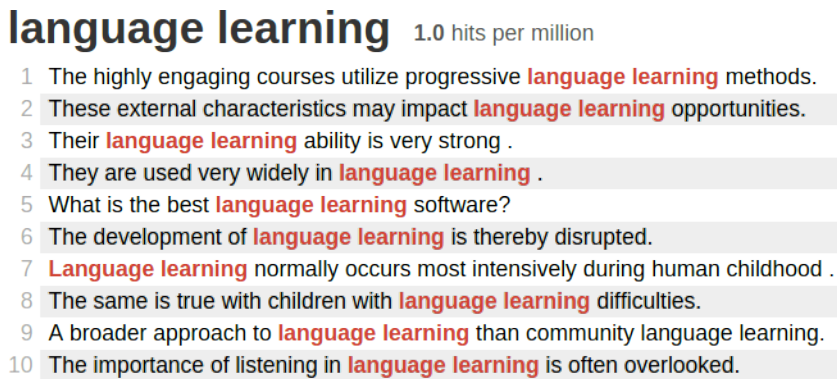 language learning 1.0 hits per million
1 The highly engaging courses utilize progressive language learning methods.
2 These external characteristics may impact language learning opportunities.
3 Their language learning ability is very strong .
4 They are used very widely in language learning .
5 What is the best language learning software?
6 The development of language learning is thereby disrupted.
7 Language learning normally occurs most intensively during human childhood .
8 The same is true with children with language learning difficulties.
9 A broader approach to language learning than community language learning.
10 The importance of listening in language learning is often overlooked.